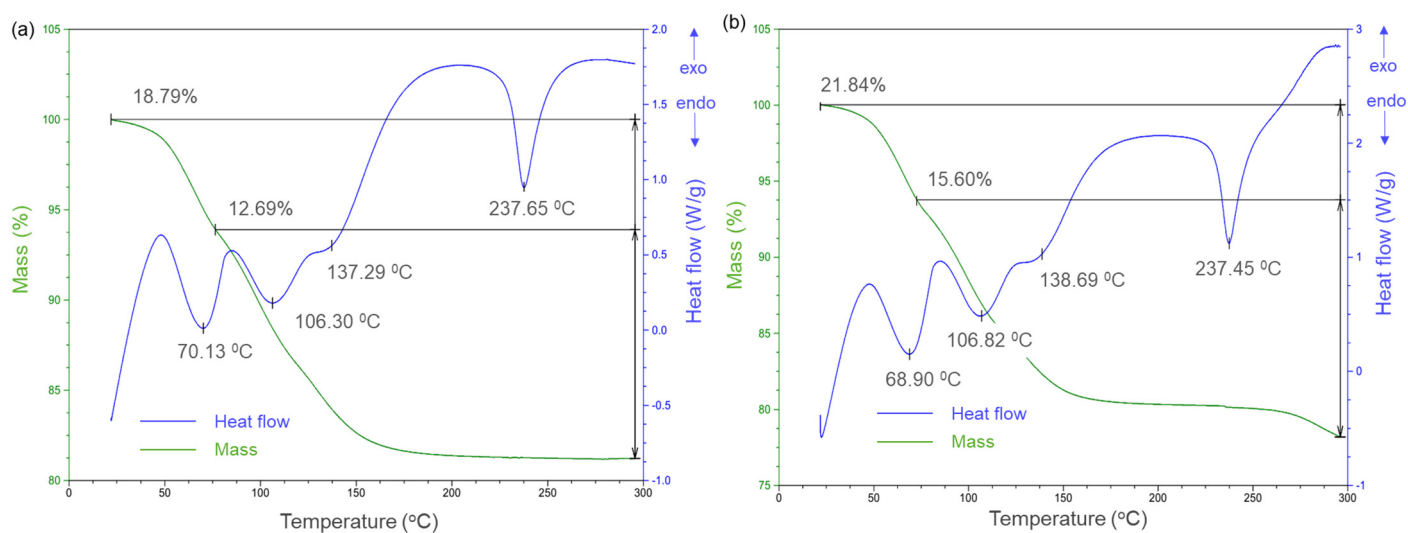 (a)
105
100
95
90
85
80
Mass (%)
0
50
100
150
200
250
300
Temperature (°C)
2.0
1.5
1.0
0.5
0.0
-0.5
-1.0
Heat flow (W/g)
exo
endo
18.79%
12.69%
70.13 ⁰C
106.30 ⁰C
137.29 ⁰C
237.65 ⁰C
Heat flow
Mass
(b)
105
100
95
90
85
80
75
Mass (%)
0
50
100
150
200
250
300
Temperature (°C)
3
2
1
0
-1
Heat flow (W/g)
exo
endo
21.84%
15.60%
68.90 ⁰C
106.82 ⁰C
138.69 ⁰C
237.45 ⁰C
Heat flow
Mass